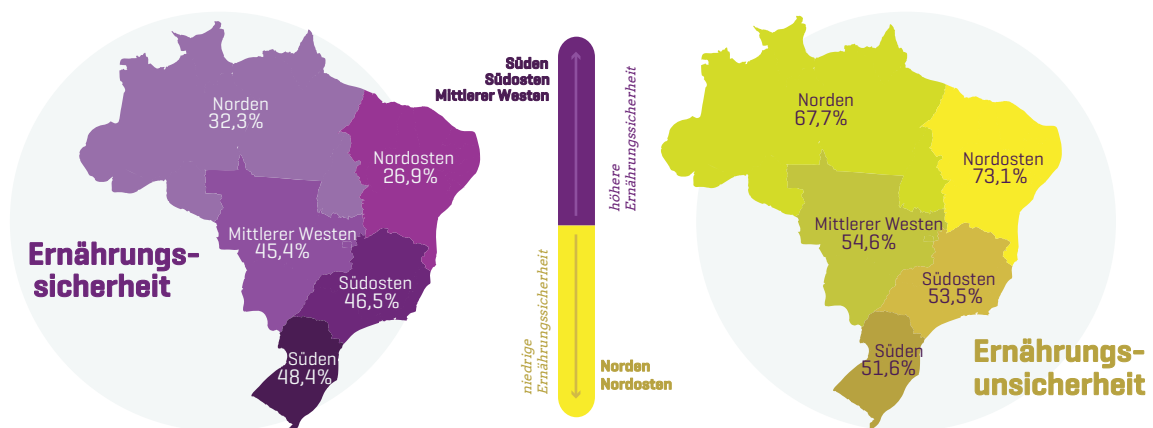 Norden
32,3%
Nordosten
26,9%
Mittlerer Westen
45,4%
Südosten
46,5%
Süden
48,4%
Ernährungs-
sicherheit
Süden
Südosten
Mittlerer Westen
höhere
Ernährungssicherheit
niedrige
Ernährungssicherheit
Norden
Nordosten
Norden
67,7%
Nordosten
73,1%
Mittlerer Westen
54,6%
Südosten
53,5%
Süden
51,6%
Ernährungs-
unsicherheit